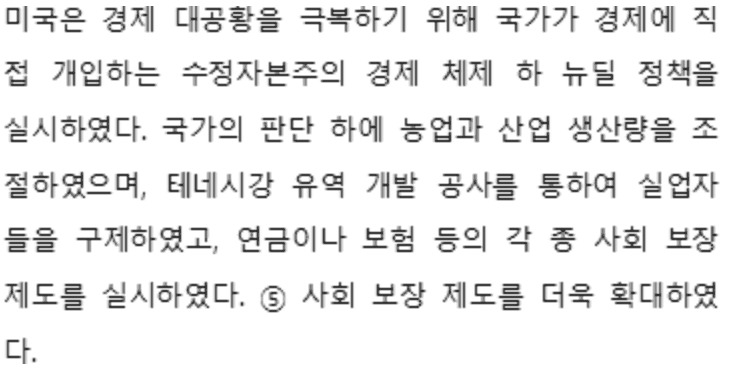 미국은 경제 대공황을 극복하기 위해 국가가 경제에 직
접 개입하는 수정자본주의 경제 체제 하 뉴딜 정책을
실시하였다. 국가의 판단 하에 농업과 산업 생산량을 조
절하였으며, 테네시강 유역 개발 공사를 통하여 실업자
들을 구제하였고, 연금이나 보험 등의 각 종 사회 보장
제도를 실시하였다. ⑤ 사회 보장 제도를 더욱 확대하였
다.